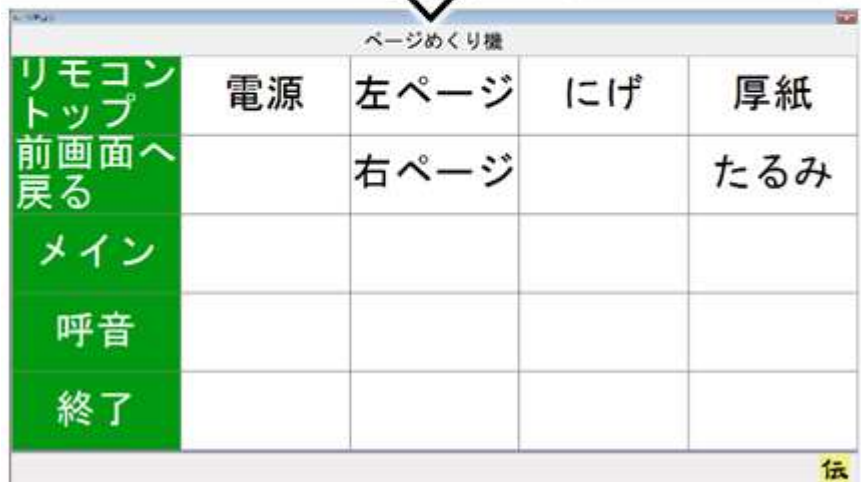 ページめくり機
リモコン
トップ
電源
左ページ
にげ
厚紙
前画面へ
戻る
右ページ
たるみ
メイン
呼音
終了
伝